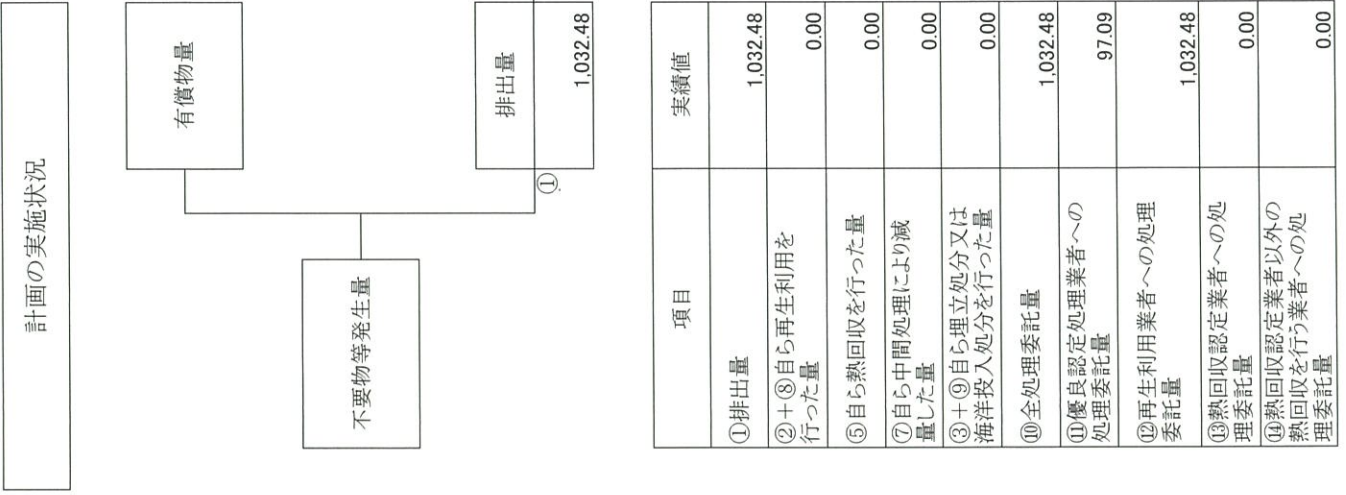 計画の実施状況
有償物量
不要物等発生量
排出量
①
1,032.48
項目
実績値
①排出量
1,032.48
②+⑧自ら再生利用を
行った量
0.00
⑤自ら熱回収を行った量
0.00
⑦自ら中間処理により減
量した量
0.00
③+⑨自ら埋立処分又は
海洋投入処分を行った量
0.00
⑩全処理委託量
1,032.48
⑪優良認定処理業者への
処理委託量
97.09
⑫再生利用業者への処理
委託量
1,032.48
⑬熱回収認定業者への処
理委託量
0.00
⑭熱回収認定業者以外の
熱回収を行う業者への処
理委託量
0.00